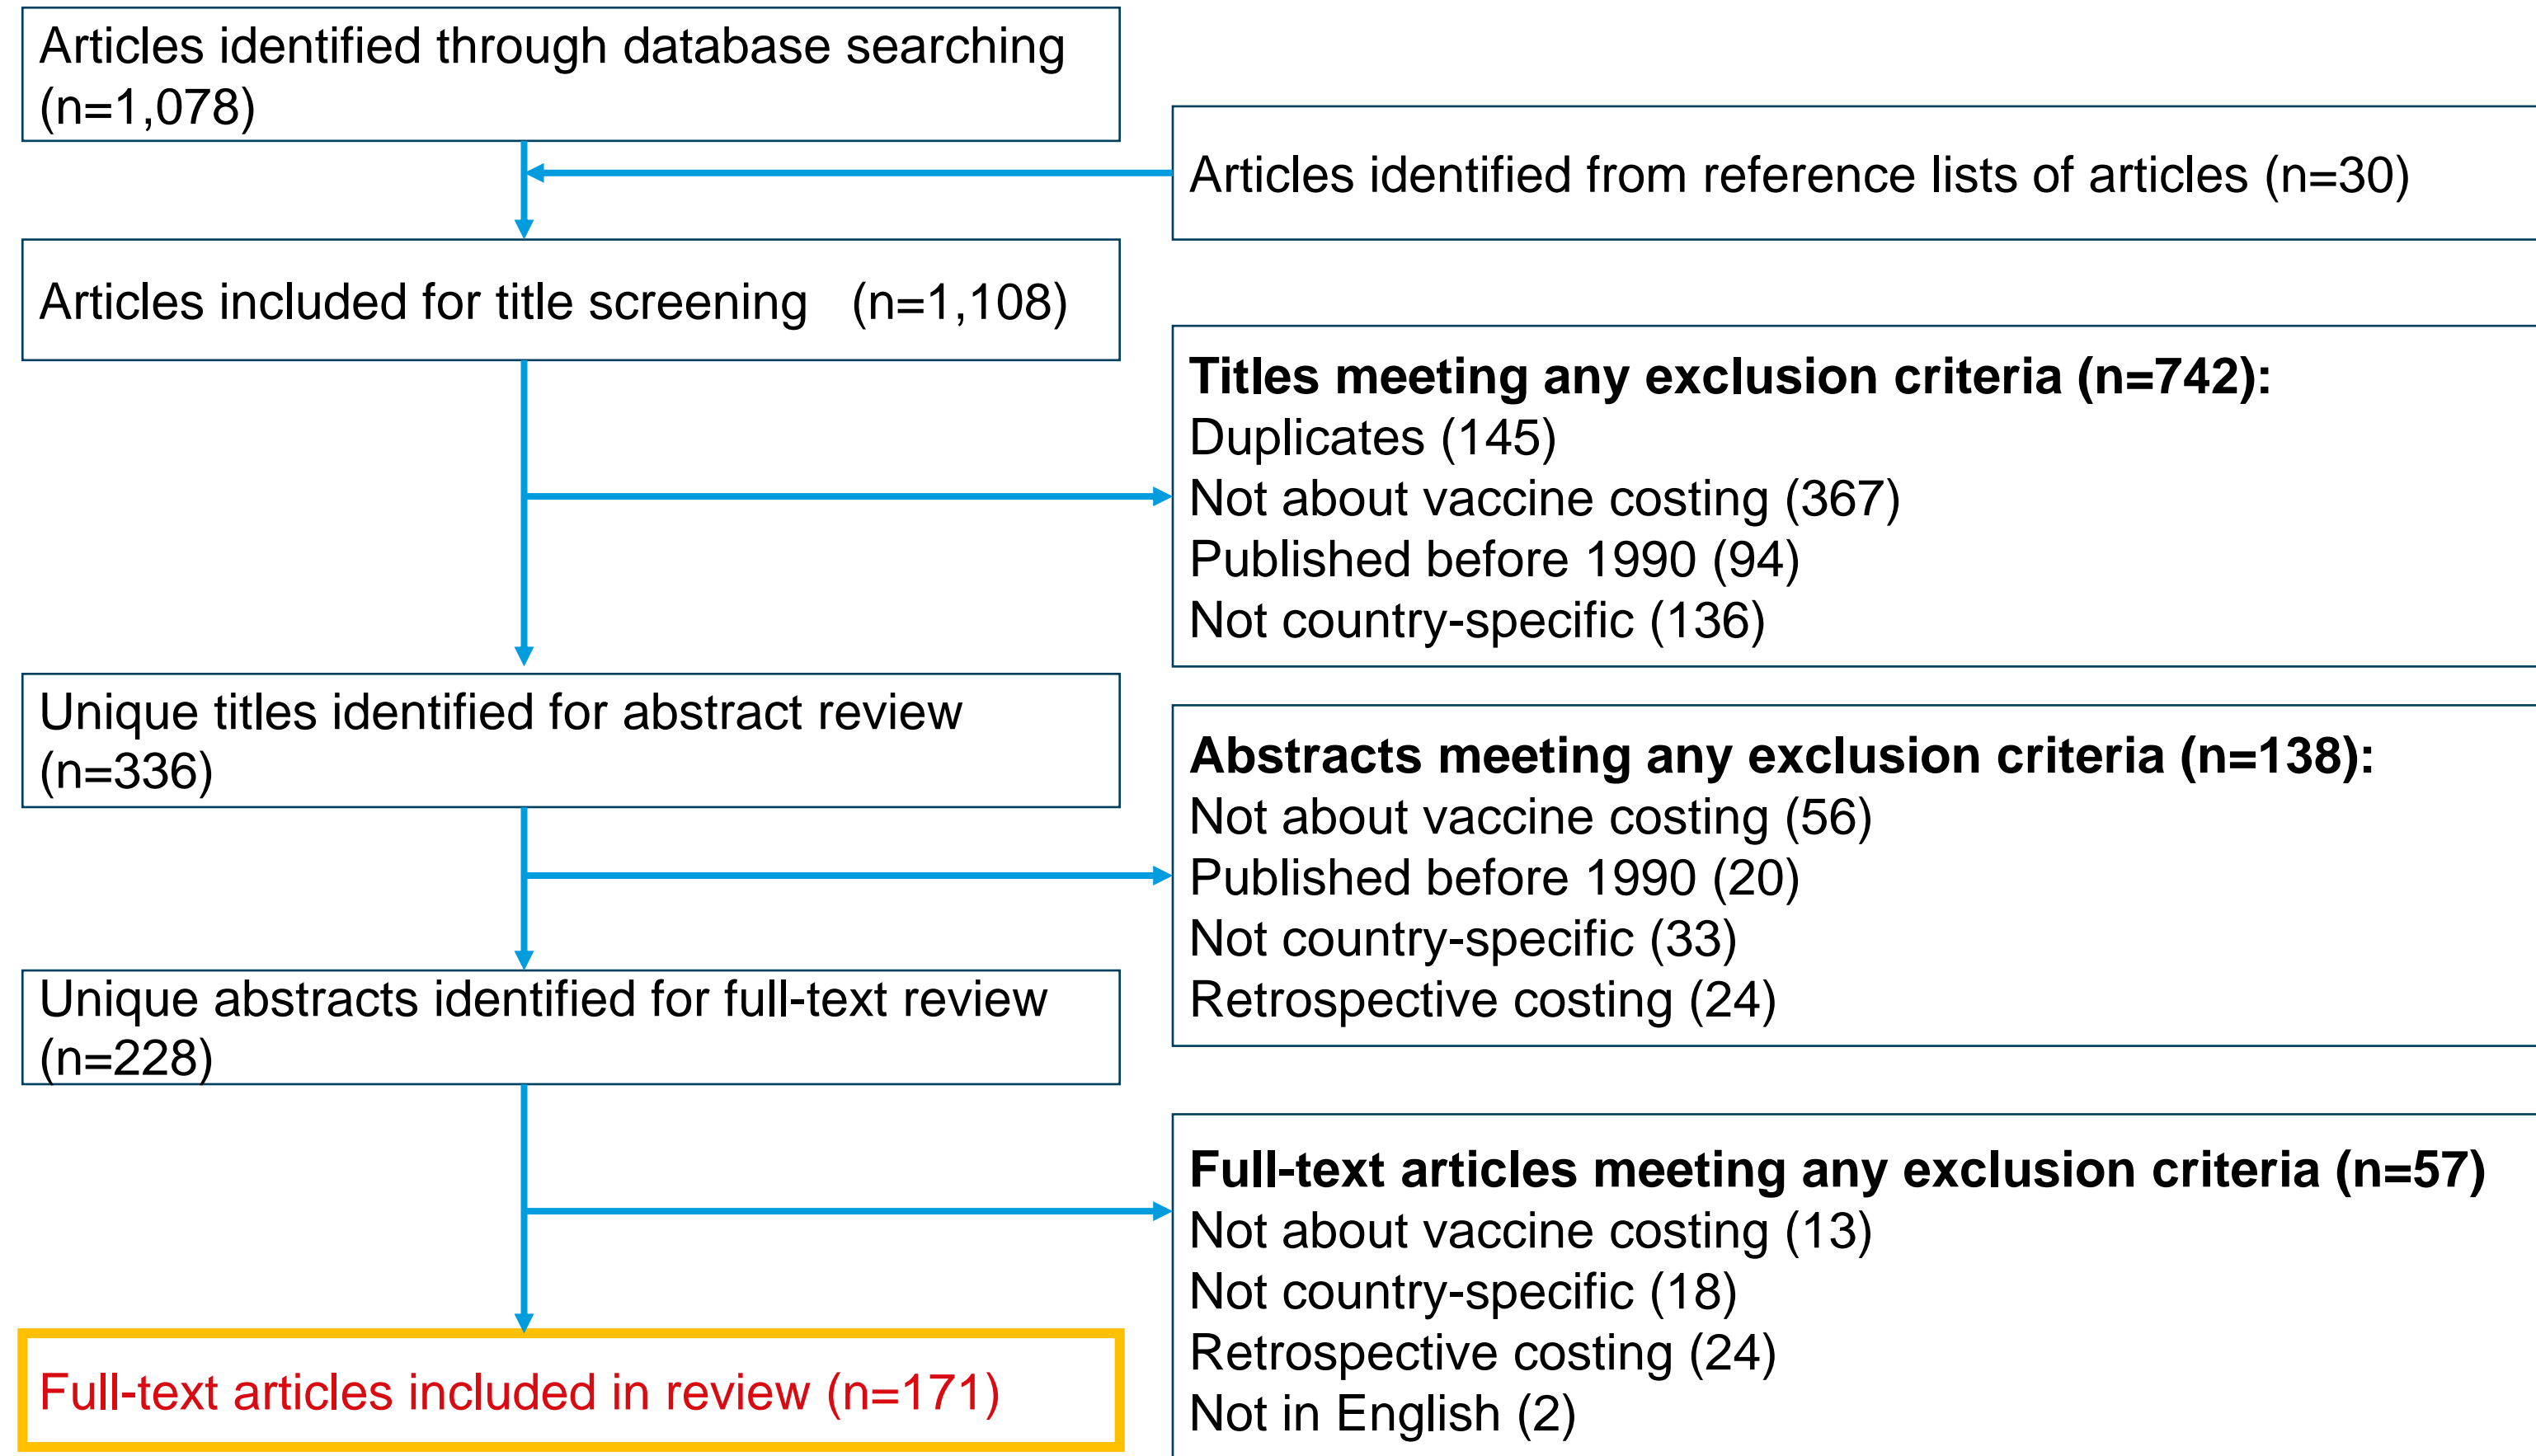 Articles identified through database searching
(n=1,078)
Articles identified from reference lists of articles (n=30)
Articles included for title screening (n=1,108)
Titles meeting any exclusion criteria (n=742):
Duplicates (145)
Not about vaccine costing (367)
Published before 1990 (94)
Not country-specific (136)
Unique titles identified for abstract review
(n=336)
Abstracts meeting any exclusion criteria (n=138):
Not about vaccine costing (56)
Published before 1990 (20)
Not country-specific (33)
Retrospective costing (24)
Unique abstracts identified for full-text review
(n=228)
Full-text articles meeting any exclusion criteria (n=57)
Not about vaccine costing (13)
Not country-specific (18)
Retrospective costing (24)
Not in English (2)
Full-text articles included in review (n=171)